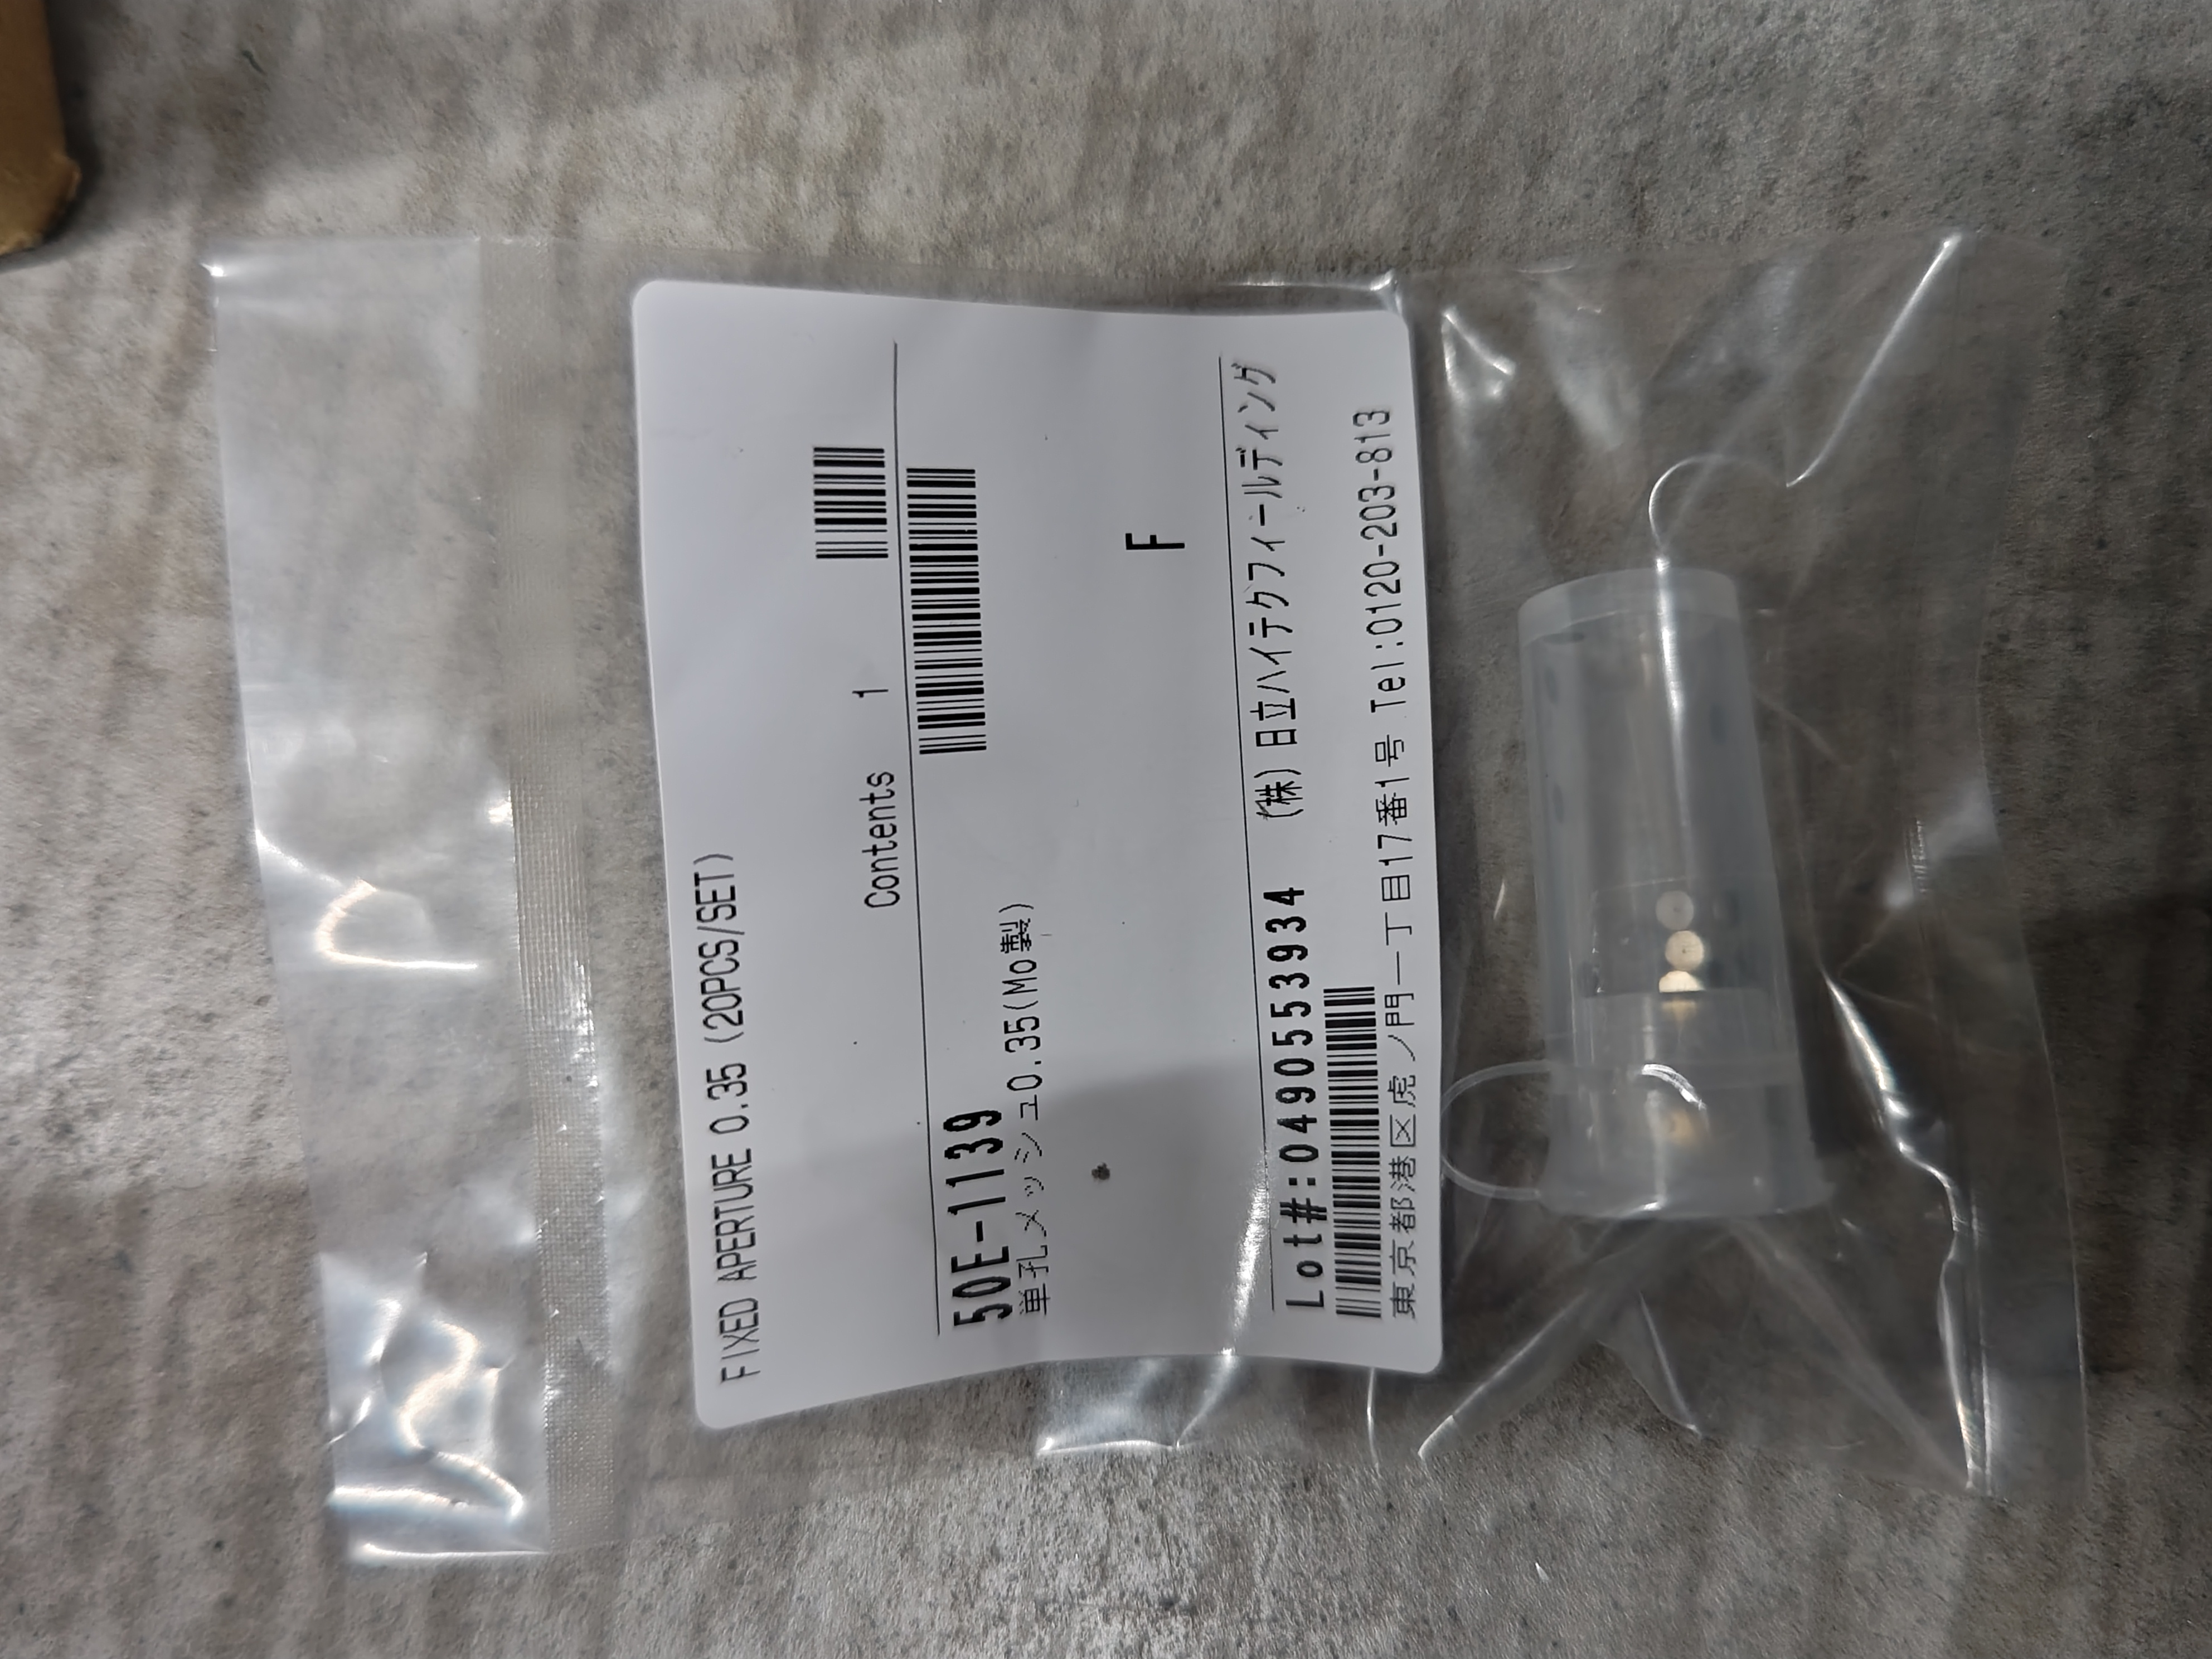 FIXED APERTURE 0.35 (20PCS/SET)
Contents 1
50E-1139
単孔メッシュ0.35(Mo製)
F
Lot#:0490553934 (株)日立ハイテクフィールディング
東京都港区虎ノ門一丁目17番1号 Tel:0120-203-813